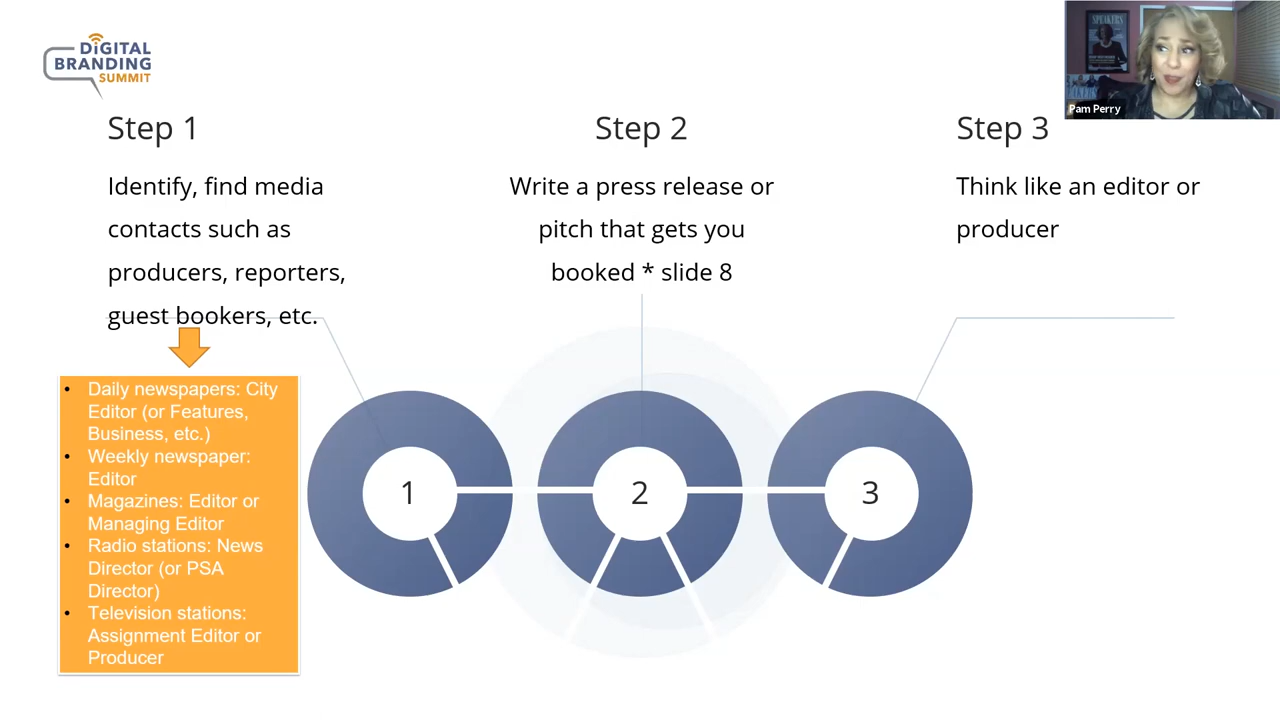 DiGITAL
BRANDING
SUMMIT
SPEAKERS
Pam Perry
Step 1
Identify, find media
contacts such as
producers, reporters,
guest bookers, etc.
Step 2
Write a press release or
pitch that gets you
booked * slide 8
Step 3
Think like an editor or
producer
• Daily newspapers: City
Editor (or Features,
Business, etc.)
• Weekly newspaper:
Editor
• Magazines: Editor or
Managing Editor
• Radio stations: News
Director (or PSA
Director)
• Television stations:
Assignment Editor or
Producer
1
2
3